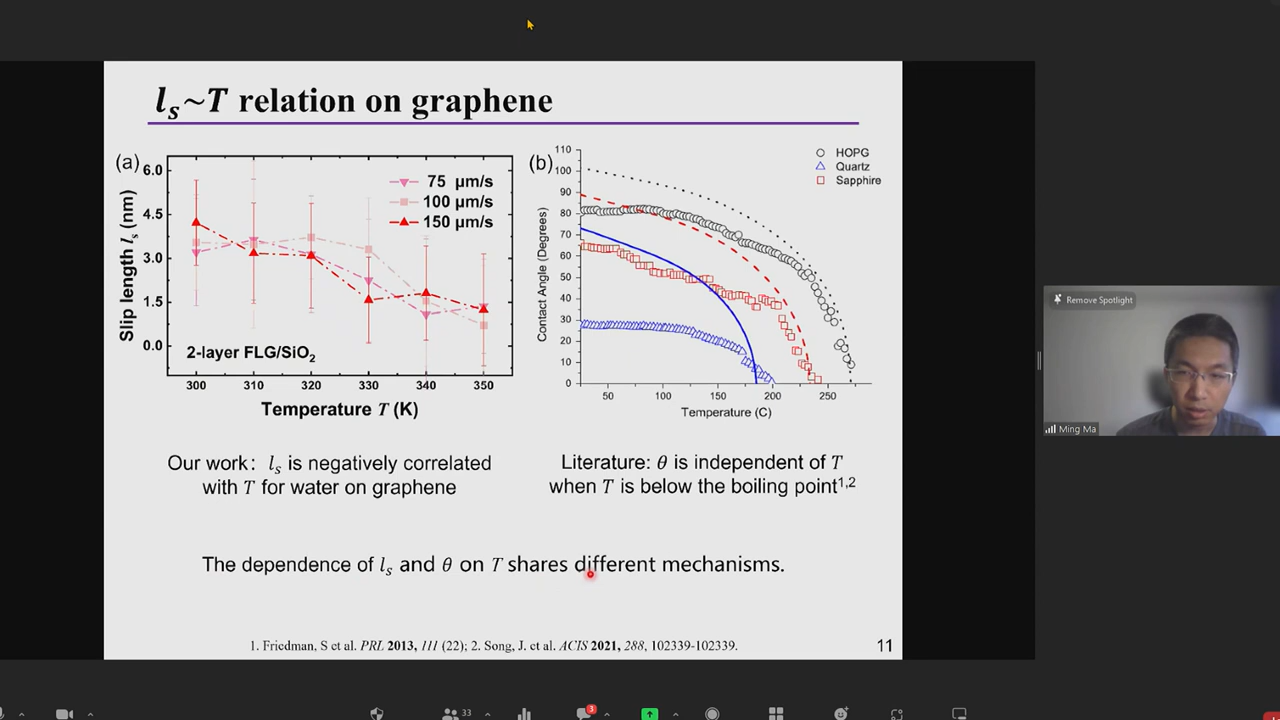 l_s~T relation on graphene
(a)
6.0
4.5
3.0
1.5
0.0
Slip length l_s (nm)
75 μm/s
100 μm/s
150 μm/s
2-layer FLG/SiO₂
300 310 320 330 340 350
Temperature T (K)
(b)
110
100
90
80
70
60
50
40
30
20
10
0
Contact Angle (Degrees)
HOPG
Quartz
Sapphire
50 100 150 200 250
Temperature (C)
Our work: l_s is negatively correlated
with T for water on graphene
Literature: θ is independent of T
when T is below the boiling point¹,²
The dependence of l_s and θ on T shares different mechanisms.
1. Friedman, S et al. PRL 2013, 111 (22); 2. Song, J. et al. ACIS 2021, 288, 102339-102339.
11
Remove Spotlight
Ming Ma
33
3